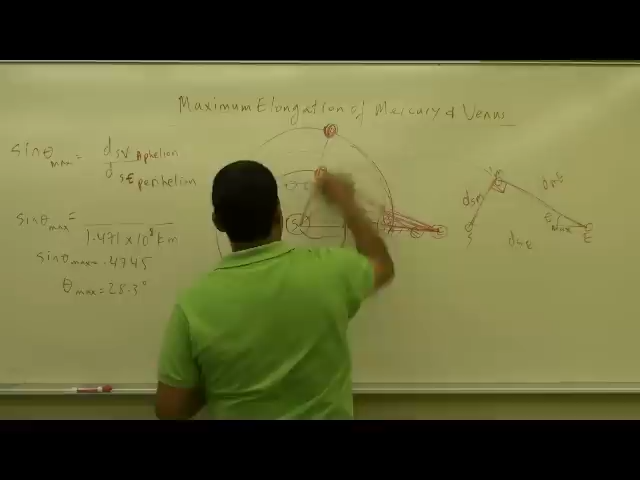 Maximum Elongation of Mercury & Venus
sinθmax = dSV Aphelion
dSE perihelion
sinθmax =
1.471 x 10⁸ km
sinθmax = .4745
θmax = 28.3°
S
V
dSV
θmax
S
E
dSE